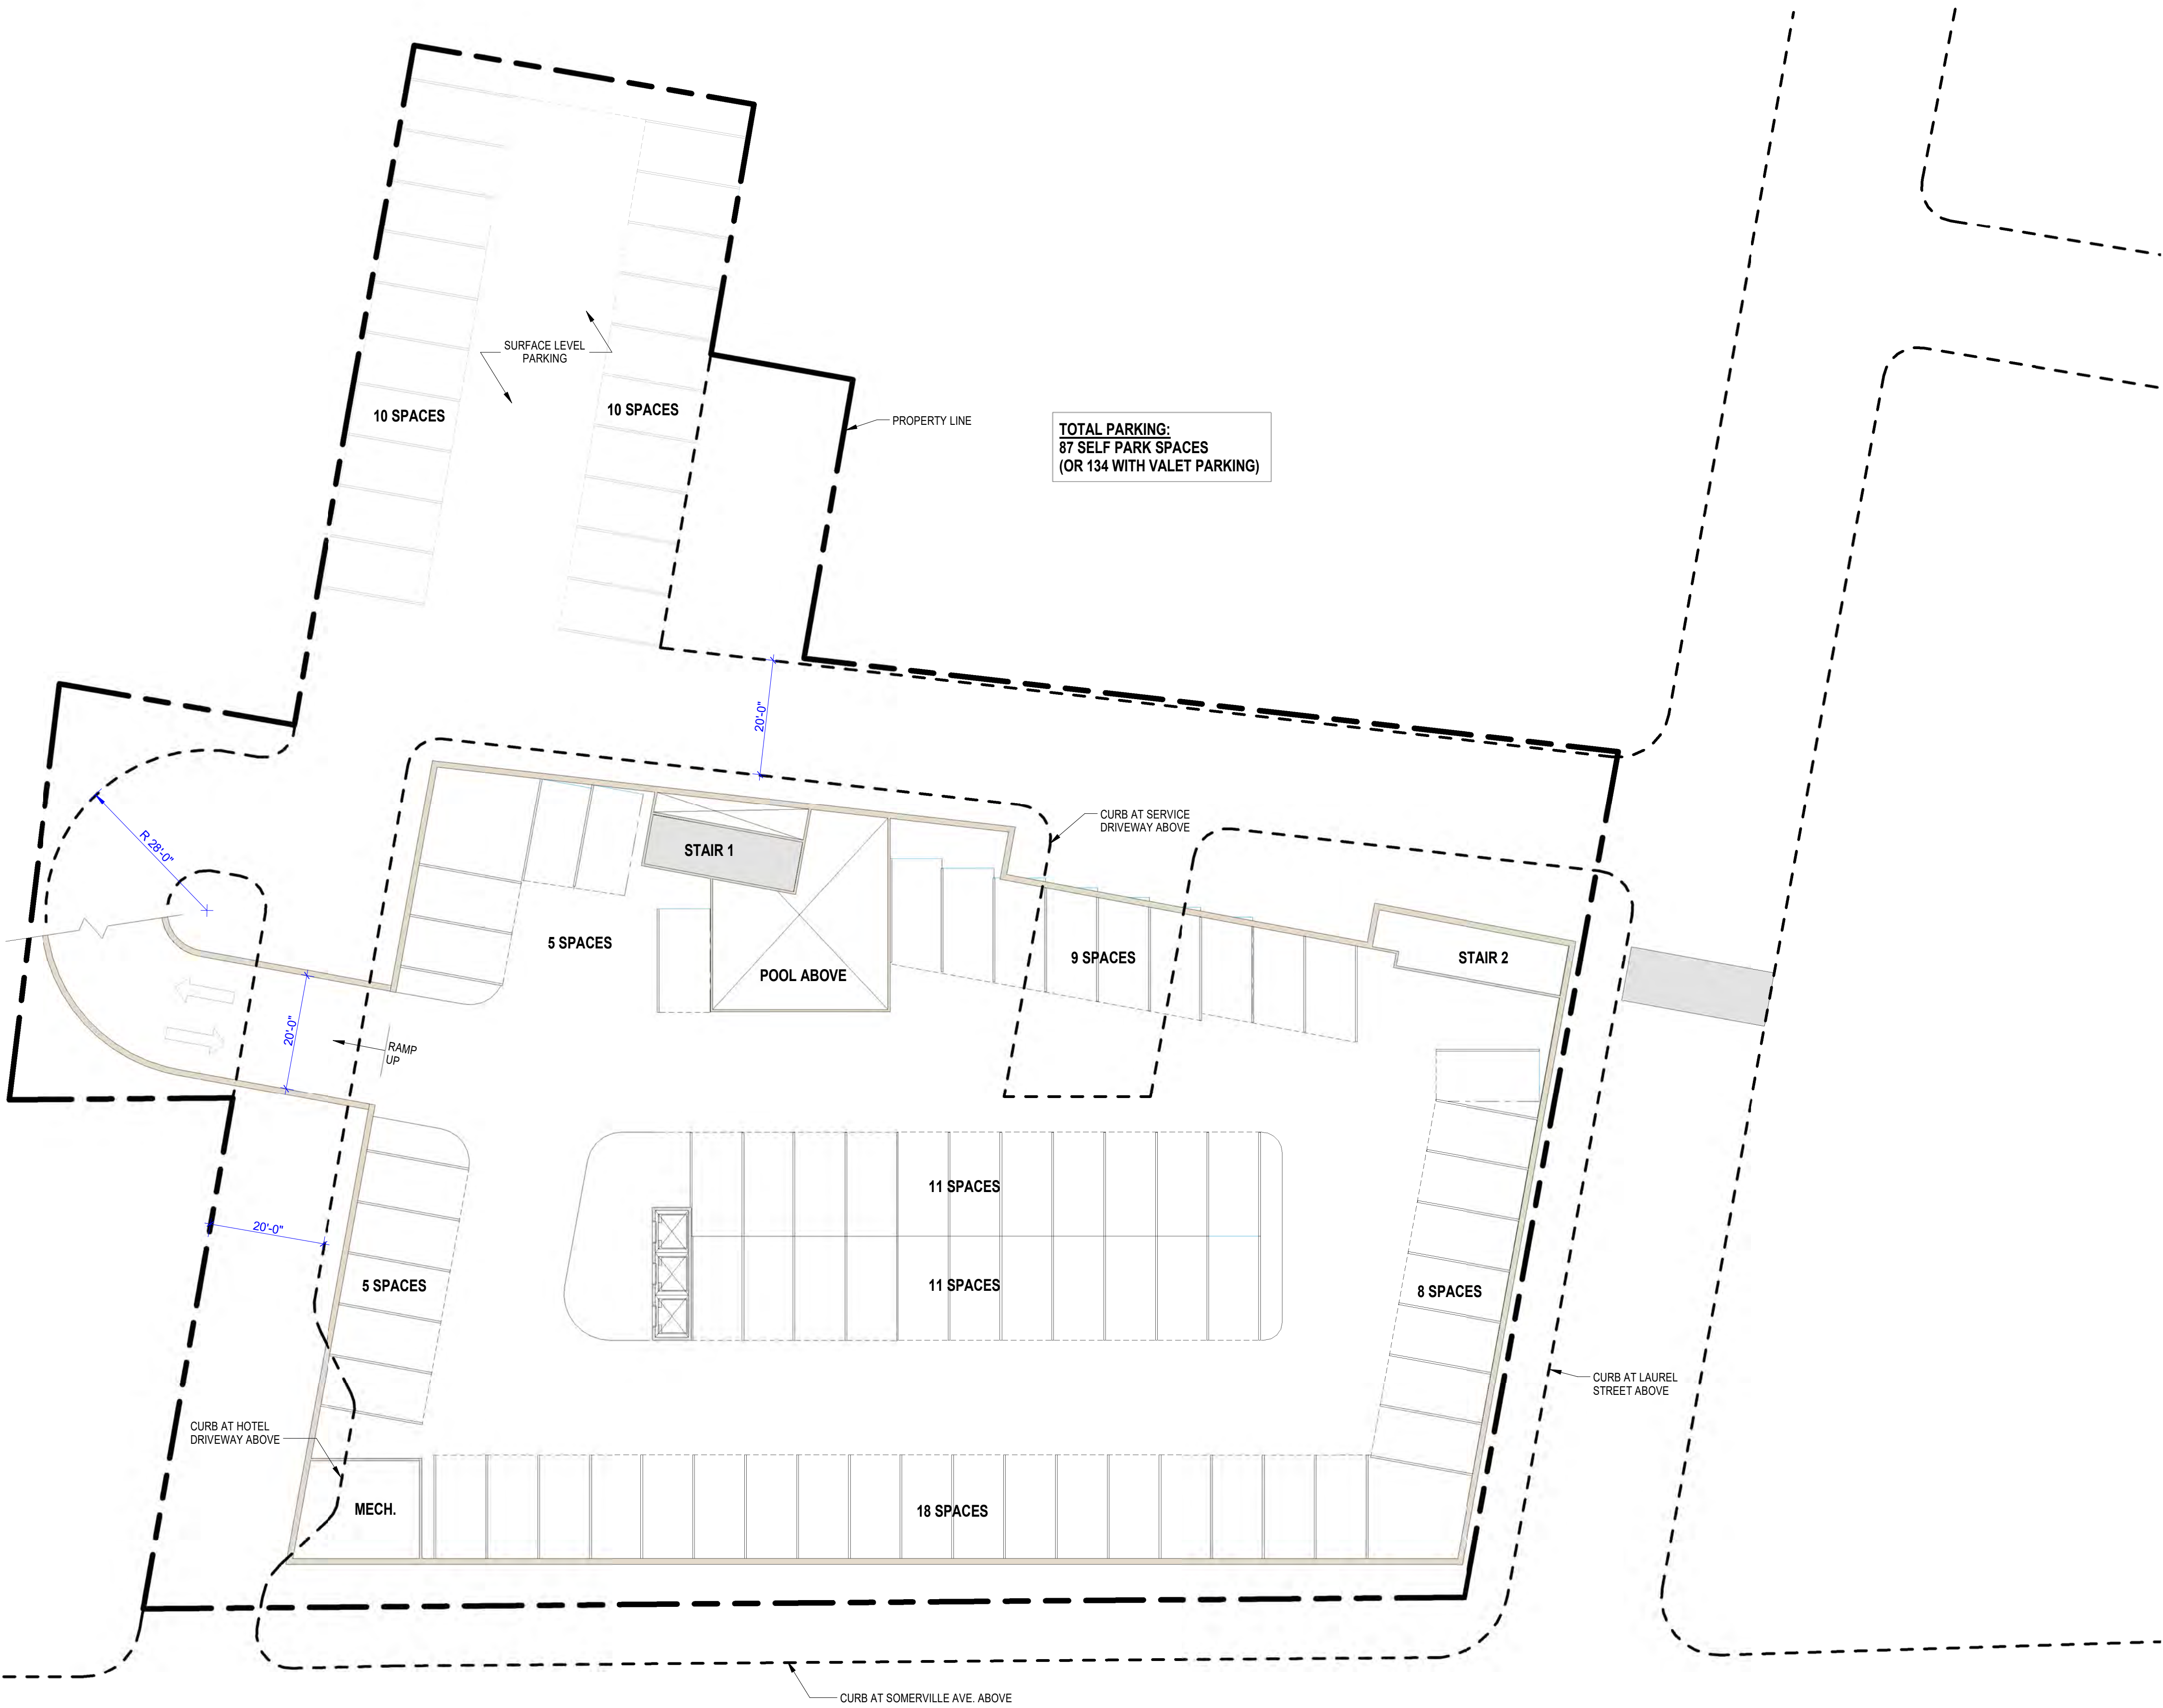 SURFACE LEVEL
PARKING
10 SPACES
10 SPACES
PROPERTY LINE
TOTAL PARKING:
87 SELF PARK SPACES
(OR 134 WITH VALET PARKING)
20'-0"
R 28'-0"
CURB AT SERVICE
DRIVEWAY ABOVE
STAIR 1
5 SPACES
POOL ABOVE
9 SPACES
STAIR 2
20'-0"
RAMP
UP
11 SPACES
20'-0"
5 SPACES
11 SPACES
8 SPACES
CURB AT LAUREL
STREET ABOVE
CURB AT HOTEL
DRIVEWAY ABOVE
MECH.
18 SPACES
CURB AT SOMERVILLE AVE. ABOVE